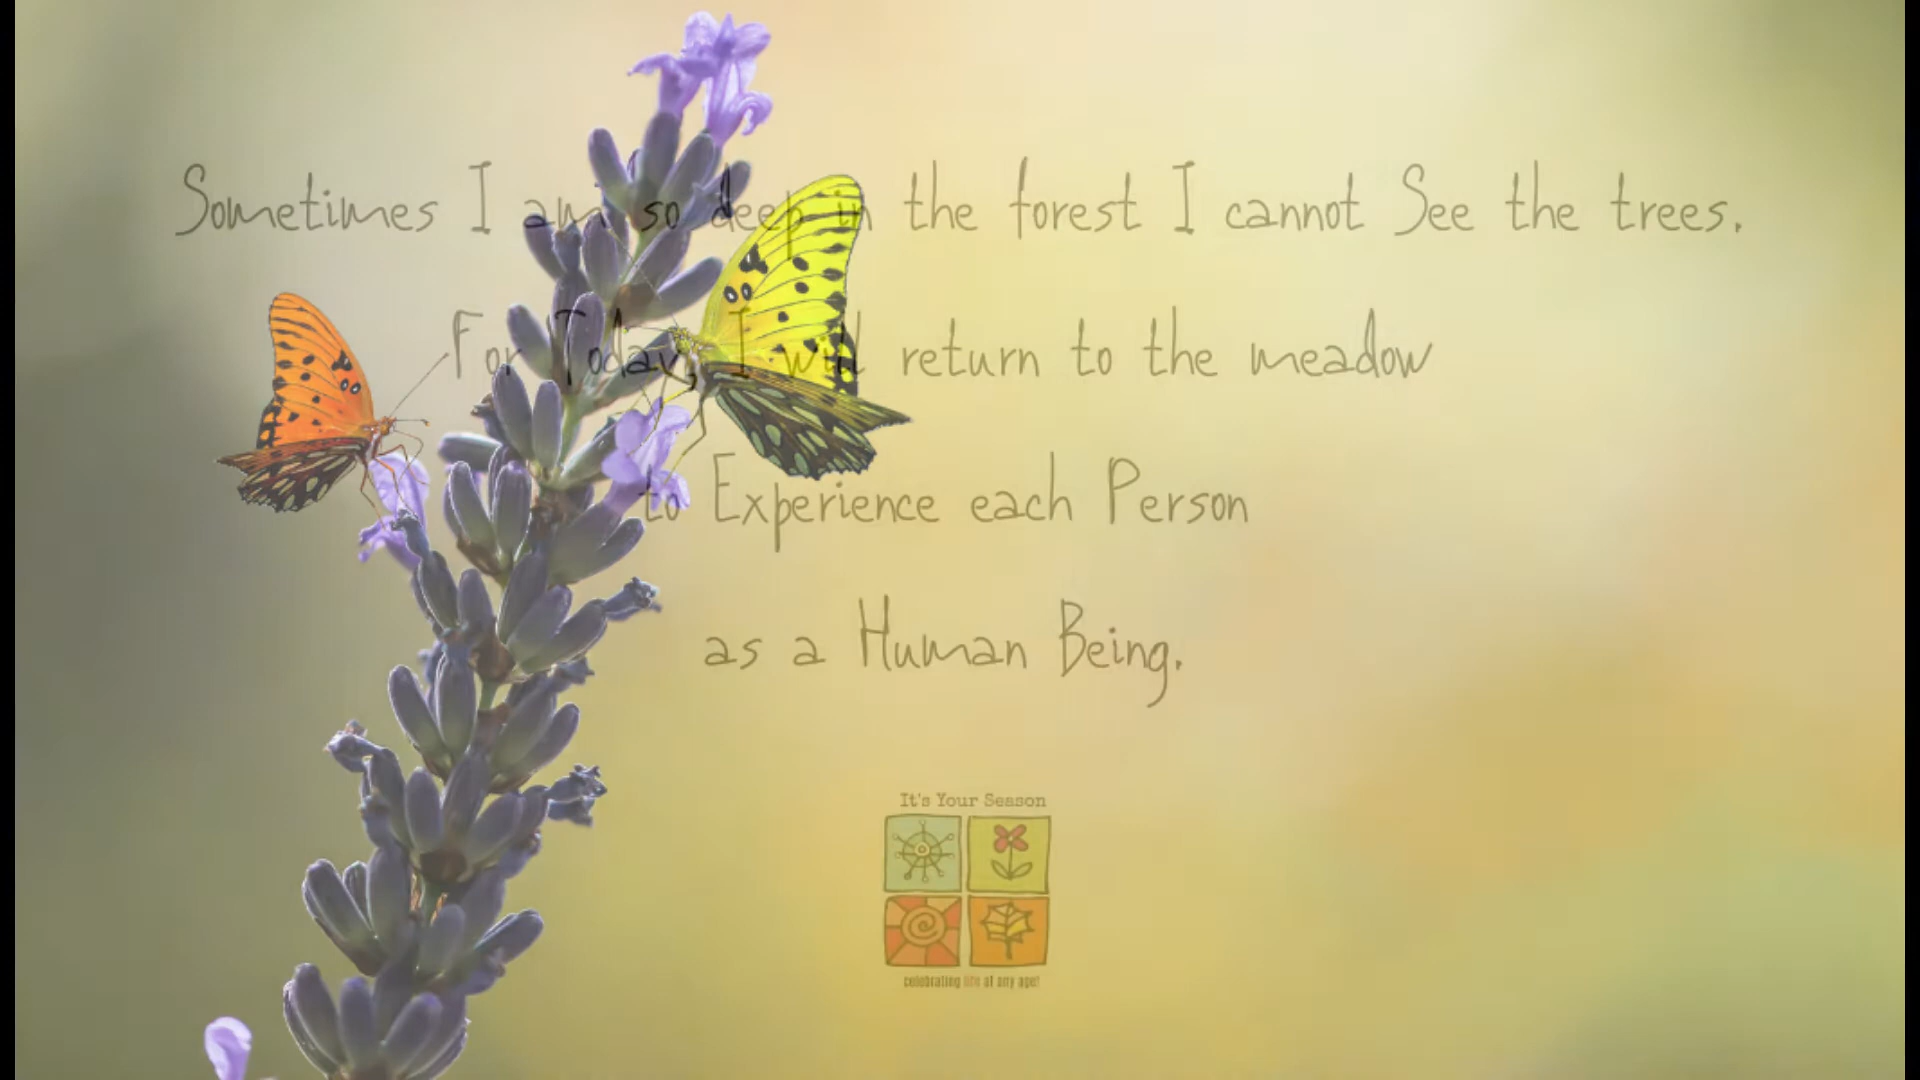 Sometimes I am so deep in the forest I cannot See the trees.
For Today, I will return to the meadow
to Experience each Person
as a Human Being.
It's Your Season
celebrating life at any age!